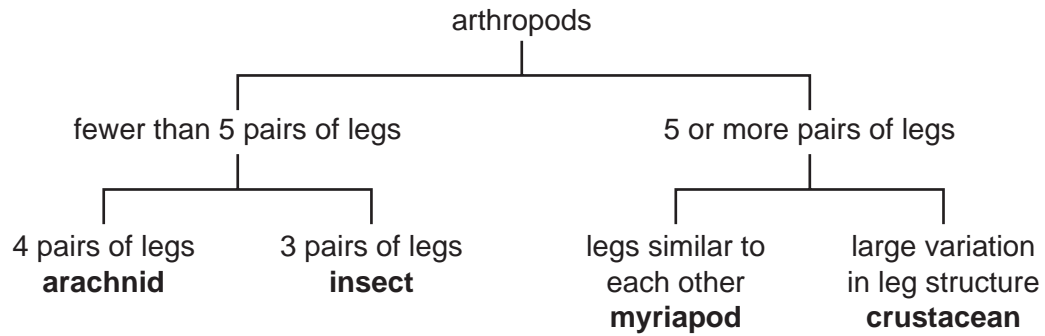 arthropods
fewer than 5 pairs of legs
5 or more pairs of legs
4 pairs of legs
arachnid
3 pairs of legs
insect
legs similar to
each other
myriapod
large variation
in leg structure
crustacean